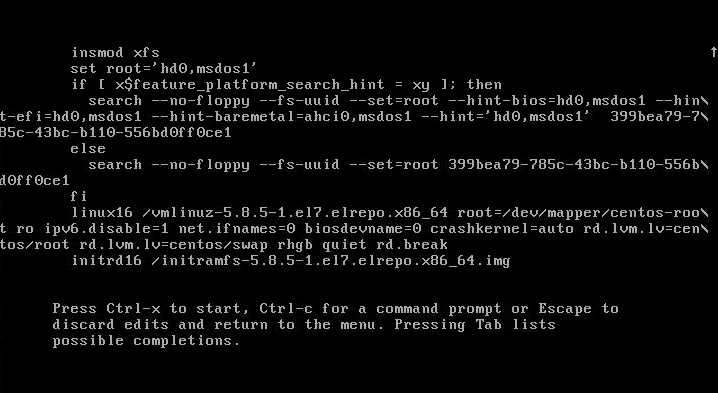 insmod xfs
↑
set root='hd0,msdos1'
if [ x$feature_platform_search_hint = xy ]; then
search --no-floppy --fs-uuid --set=root --hint-bios=hd0,msdos1 --hin\
t-efi=hd0,msdos1 --hint-baremetal=ahci0,msdos1 --hint='hd0,msdos1'  399bea79-7\
85c-43bc-b110-556bd0ff0ce1
else
search --no-floppy --fs-uuid --set=root 399bea79-785c-43bc-b110-556b\
d0ff0ce1
fi
linux16 /vmlinuz-5.8.5-1.el7.elrepo.x86_64 root=/dev/mapper/centos-roo\
t ro ipv6.disable=1 net.ifnames=0 biosdevname=0 crashkernel=auto rd.lvm.lv=cen\
tos/root rd.lvm.lv=centos/swap rhgb quiet rd.break
initrd16 /initramfs-5.8.5-1.el7.elrepo.x86_64.img
Press Ctrl-x to start, Ctrl-c for a command prompt or Escape to
discard edits and return to the menu. Pressing Tab lists
possible completions.